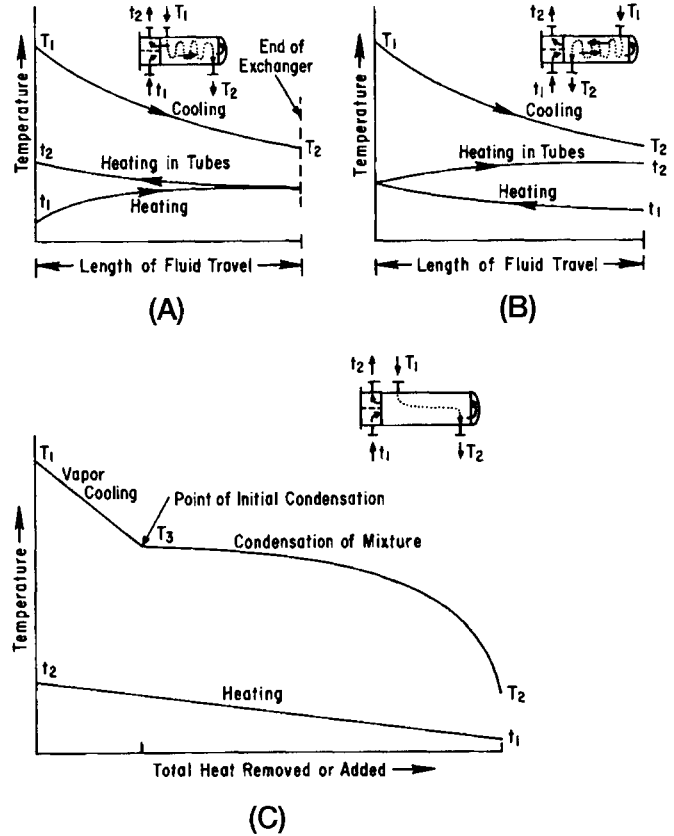 t2 T1
t1 T2
End of
Exchanger
Temperature
T1
Cooling
T2
t2
Heating in Tubes
t1
Heating
Length of Fluid Travel
(A)
t2 T1
t1 T2
Temperature
T1
Cooling
T2
Heating in Tubes
t2
Heating
t1
Length of Fluid Travel
(B)
t2 T1
t1 T2
Temperature
T1
Vapor
Cooling
Point of Initial Condensation
T3
Condensation of Mixture
t2
Heating
T2
t1
Total Heat Removed or Added
(C)